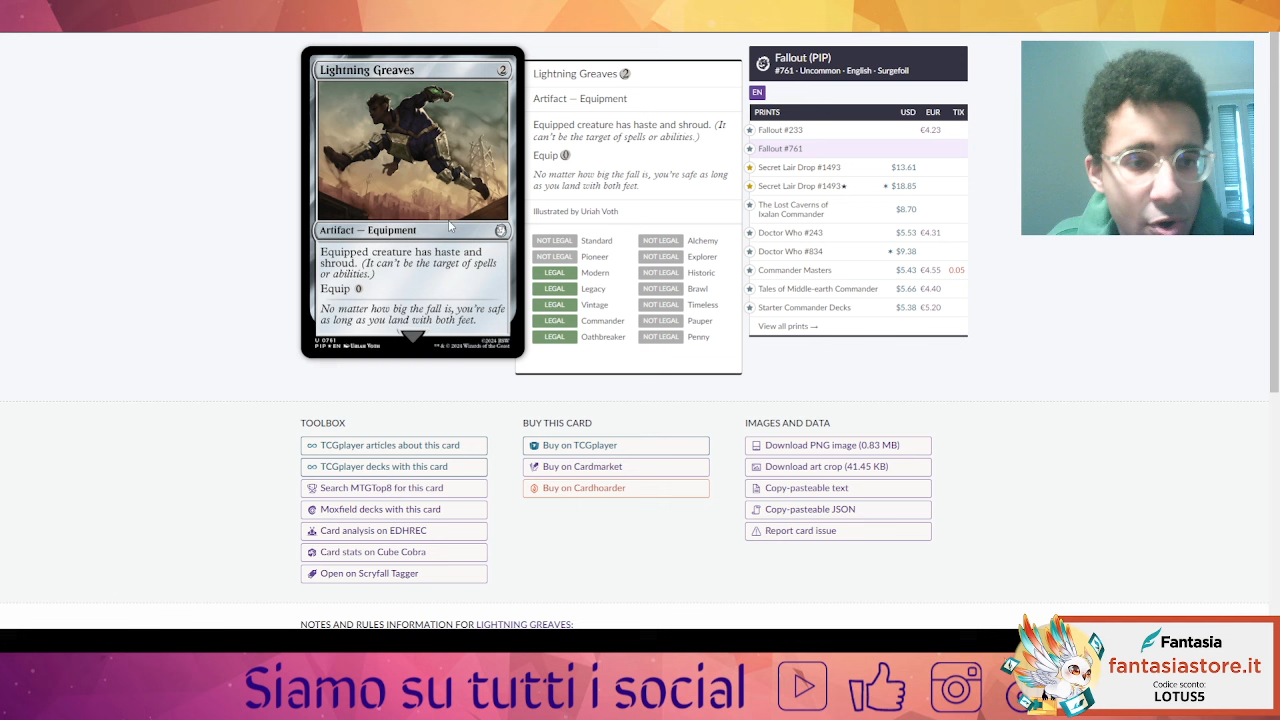 Lightning Greaves 2
Artifact — Equipment
Equipped creature has haste and
shroud. (It can't be the target of spells
or abilities.)
Equip 0
No matter how big the fall is, you're safe
as long as you land with both feet.
U 0761
PIP ★ EN Uriah Voth
©2024 BSW
™ & © 2024 Wizards of the Coast
Lightning Greaves 2
Artifact — Equipment
Equipped creature has haste and shroud. (It
can't be the target of spells or abilities.)
Equip 0
No matter how big the fall is, you're safe as long
as you land with both feet.
Illustrated by Uriah Voth
NOT LEGAL Standard NOT LEGAL Alchemy
NOT LEGAL Pioneer NOT LEGAL Explorer
LEGAL Modern NOT LEGAL Historic
LEGAL Legacy NOT LEGAL Brawl
LEGAL Vintage NOT LEGAL Timeless
LEGAL Commander NOT LEGAL Pauper
LEGAL Oathbreaker NOT LEGAL Penny
Fallout (PIP)
#761 · Uncommon · English · Surgefoil
EN
PRINTS USD EUR TIX
Fallout #233 €4.23
Fallout #761
Secret Lair Drop #1493 $13.61
Secret Lair Drop #1493★ ✶ $18.85
The Lost Caverns of
Ixalan Commander $8.70
Doctor Who #243 $5.53 €4.31
Doctor Who #834 ✶ $9.38
Commander Masters $5.43 €4.55 0.05
Tales of Middle-earth Commander $5.66 €4.40
Starter Commander Decks $5.38 €5.20
View all prints →
TOOLBOX
TCGplayer articles about this card
TCGplayer decks with this card
Search MTGTop8 for this card
Moxfield decks with this card
Card analysis on EDHREC
Card stats on Cube Cobra
Open on Scryfall Tagger
BUY THIS CARD
Buy on TCGplayer
Buy on Cardmarket
Buy on Cardhoarder
IMAGES AND DATA
Download PNG image (0.83 MB)
Download art crop (41.45 KB)
Copy-pasteable text
Copy-pasteable JSON
Report card issue
NOTES AND RULES INFORMATION FOR LIGHTNING GREAVES:
Siamo su tutti i social
Fantasia
fantasiastore.it
Codice sconto:
LOTUS5